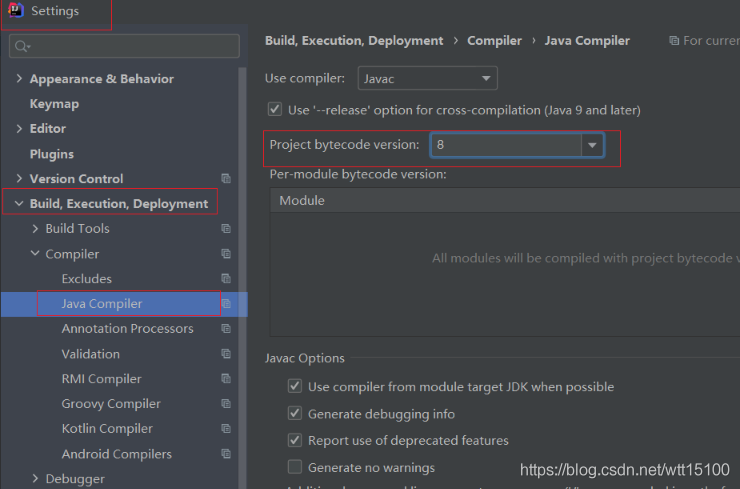 Settings
Appearance & Behavior
Keymap
Editor
Plugins
Version Control
Build, Execution, Deployment
Build Tools
Compiler
Excludes
Java Compiler
Annotation Processors
Validation
RMI Compiler
Groovy Compiler
Kotlin Compiler
Android Compilers
Debugger
Build, Execution, Deployment › Compiler › Java Compiler
For curren
Use compiler: Javac
Use '--release' option for cross-compilation (Java 9 and later)
Project bytecode version: 8
Per-module bytecode version:
Module
All modules will be compiled with project bytecode v
Javac Options
Use compiler from module target JDK when possible
Generate debugging info
Report use of deprecated features
Generate no warnings
https://blog.csdn.net/wtt15100